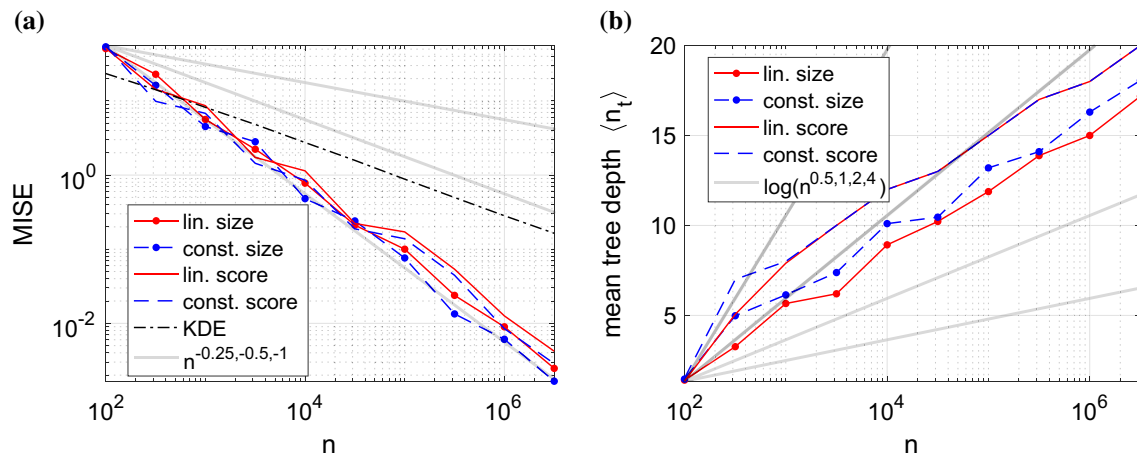 (a)
MISE
10^0
10^-2
10^2
10^4
10^6
n
lin. size
const. size
lin. score
const. score
KDE
n^-0.25,-0.5,-1
(b)
mean tree depth ⟨n_t⟩
20
15
10
5
10^2
10^4
10^6
n
lin. size
const. size
lin. score
const. score
log(n^0.5,1,2,4)